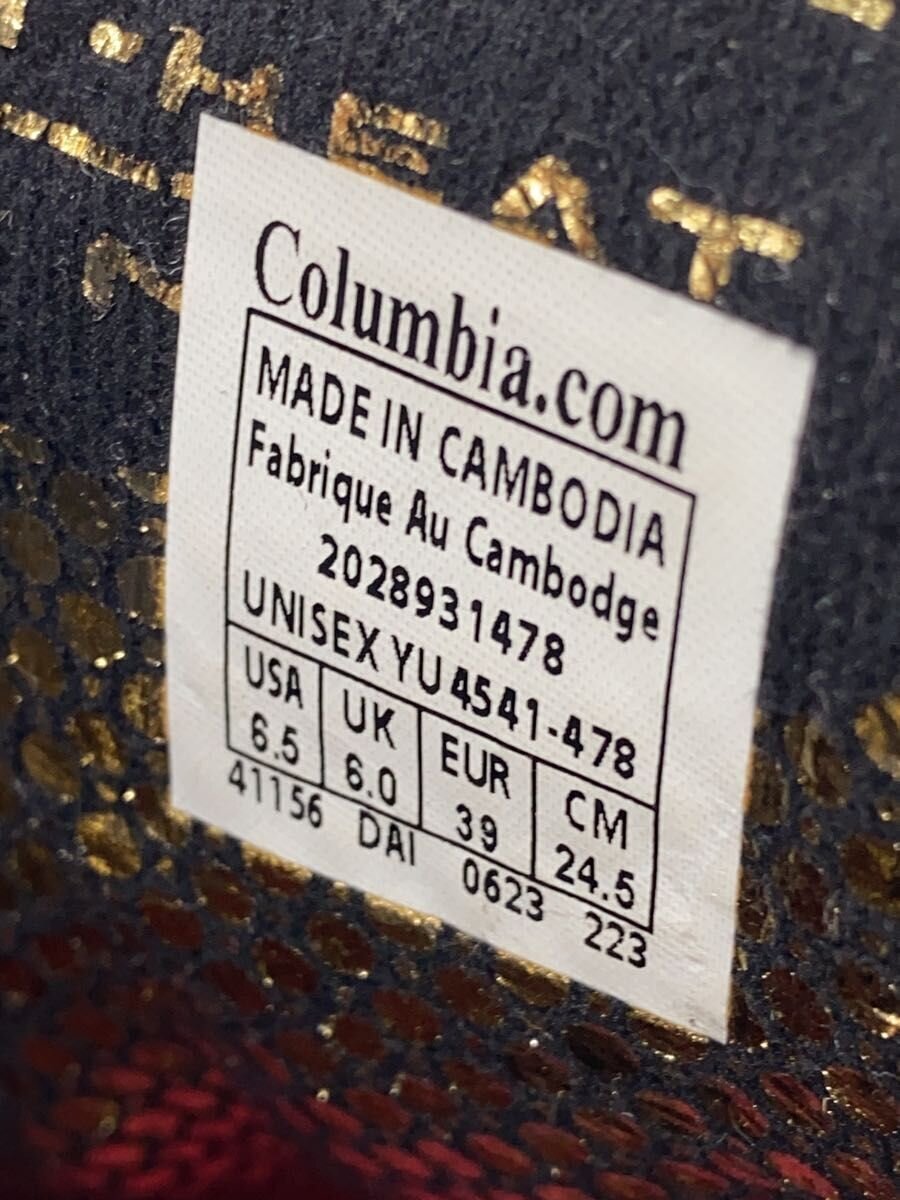 HEAT
Columbia.com
MADE IN CAMBODIA
Fabrique Au Cambodge
2028931478
UNISEX YU4541-478
USA UK EUR CM
6.5 6.0 39 24.5
41156 DAI 0623 223